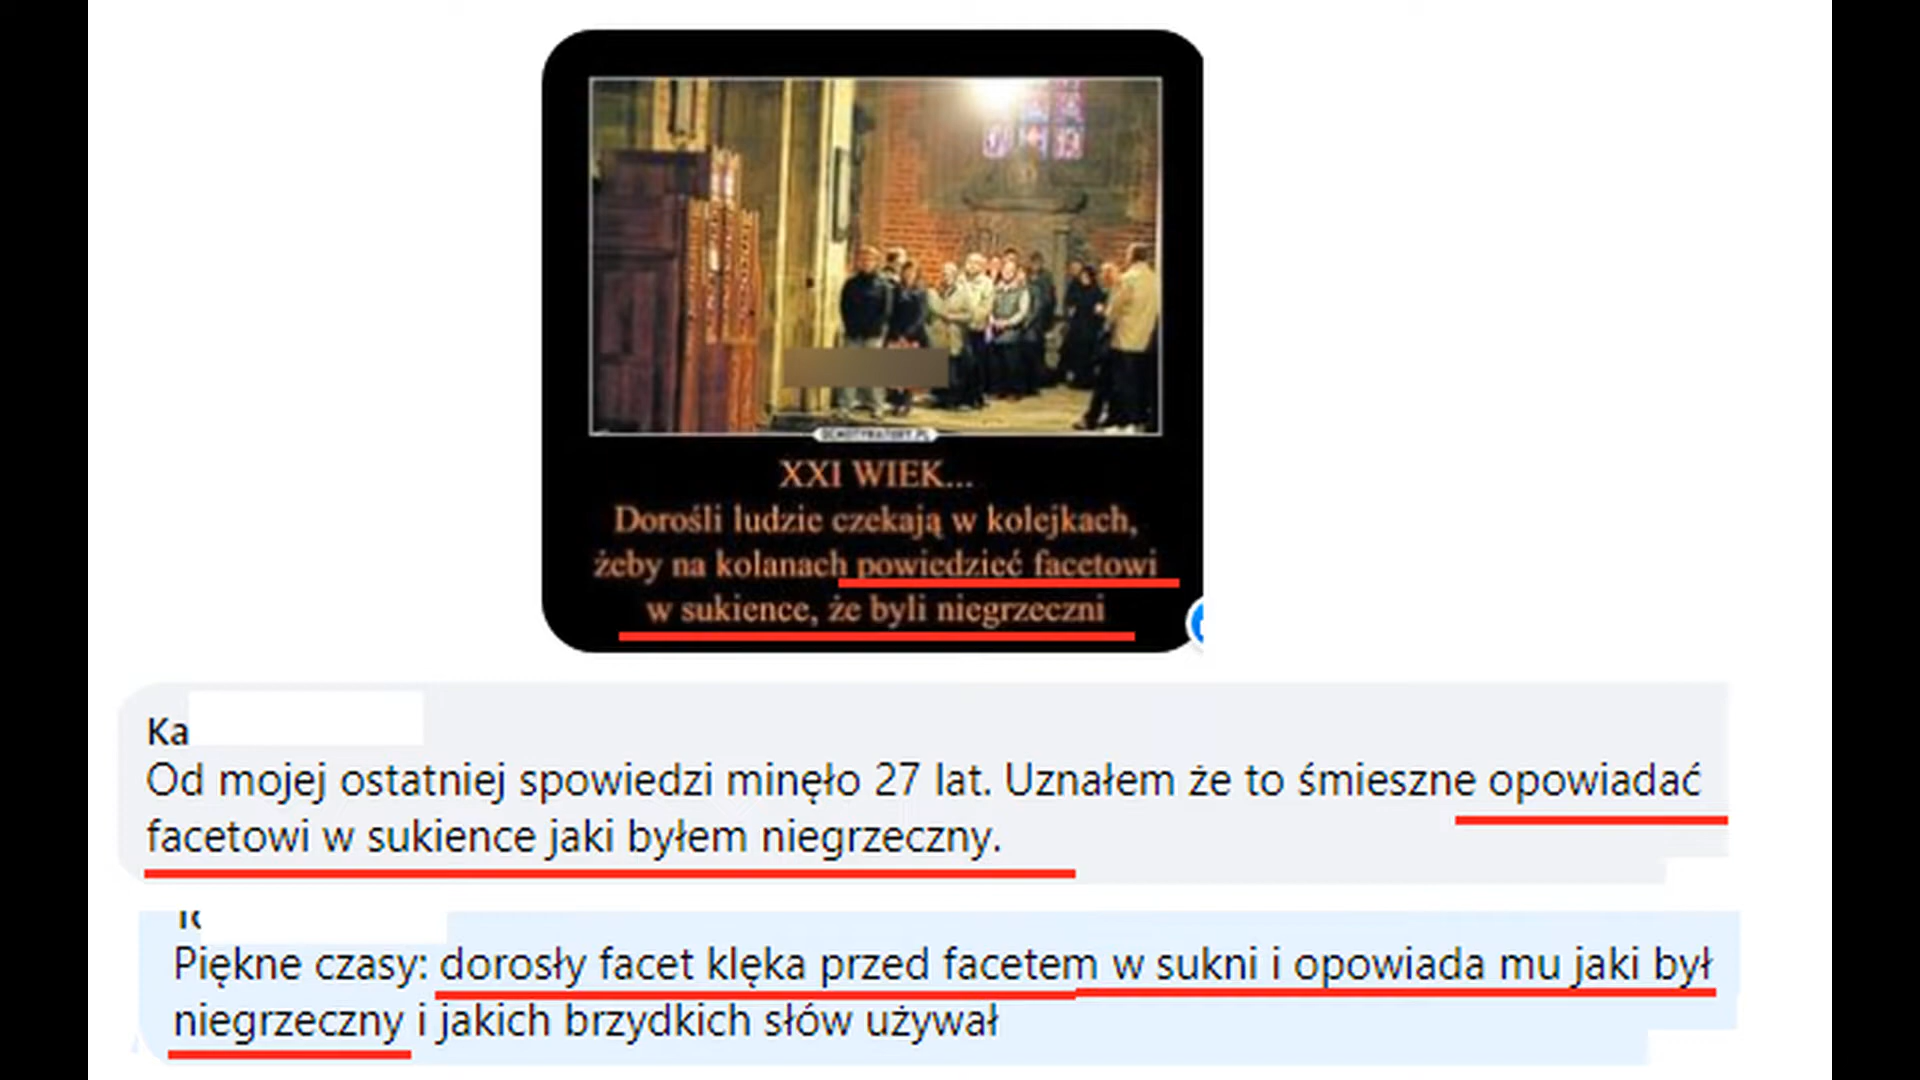 DEMOTYWATORY.PL
XXI WIEK...
Dorośli ludzie czekają w kolejkach,
żeby na kolanach powiedzieć facetowi
w sukience, że byli niegrzeczni
Ka
Od mojej ostatniej spowiedzi minęło 27 lat. Uznałem że to śmieszne opowiadać
facetowi w sukience jaki byłem niegrzeczny.
Piękne czasy: dorosły facet klęka przed facetem w sukni i opowiada mu jaki był
niegrzeczny i jakich brzydkich słów używał